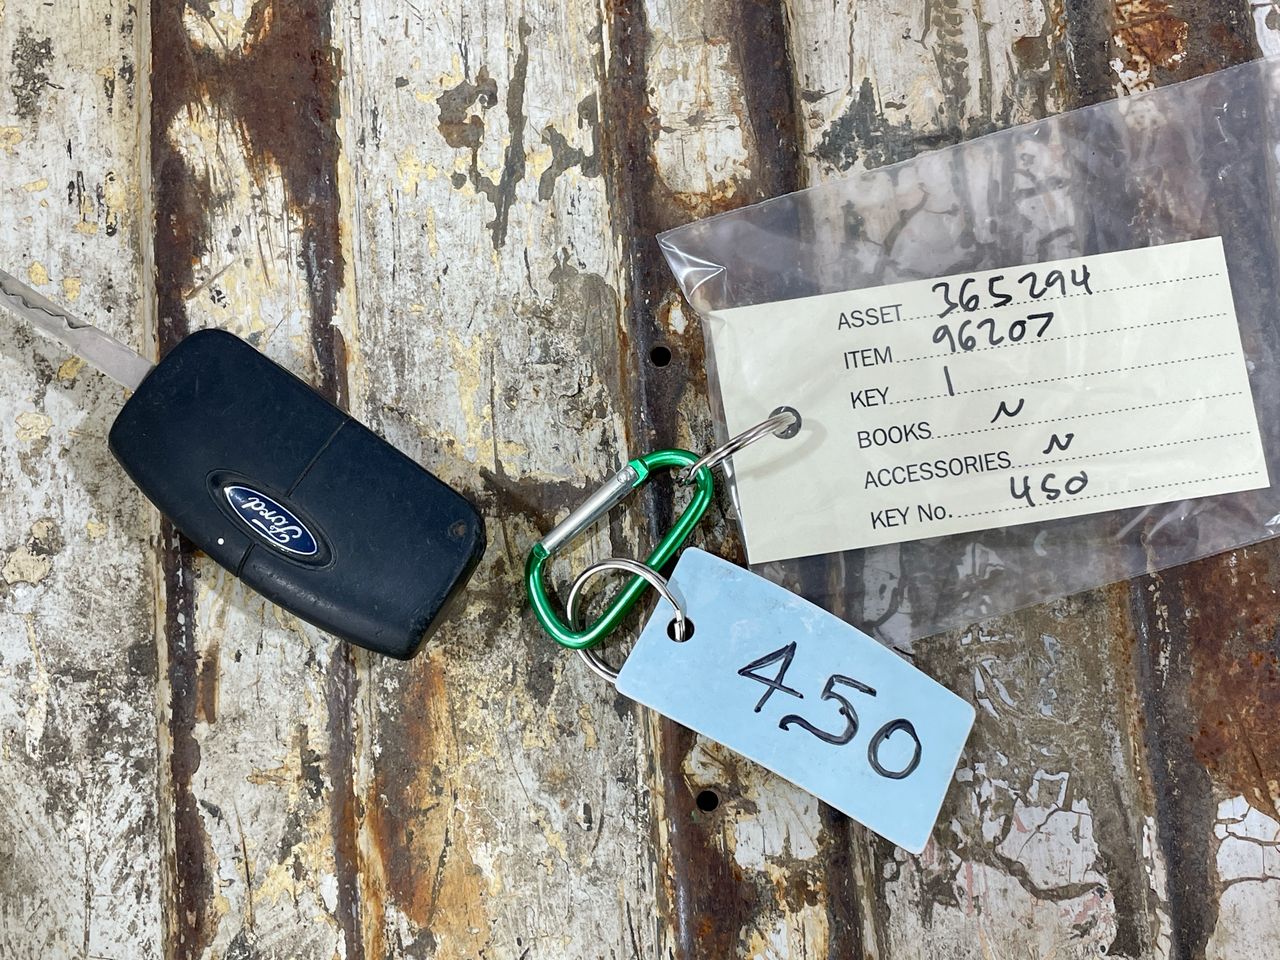 Ford
ASSET 365294
ITEM 96207
KEY 1
BOOKS N
ACCESSORIES N
KEY No. 450
450